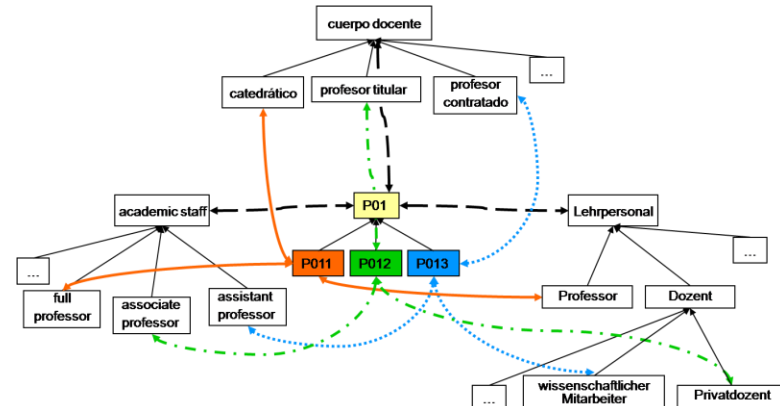 cuerpo docente
...
catedrático
profesor titular
profesor
contratado
academic staff
P01
Lehrpersonal
...
P011
P012
P013
...
full
professor
associate
professor
assistant
professor
Professor
Dozent
...
wissenschaftlicher
Mitarbeiter
Privatdozent